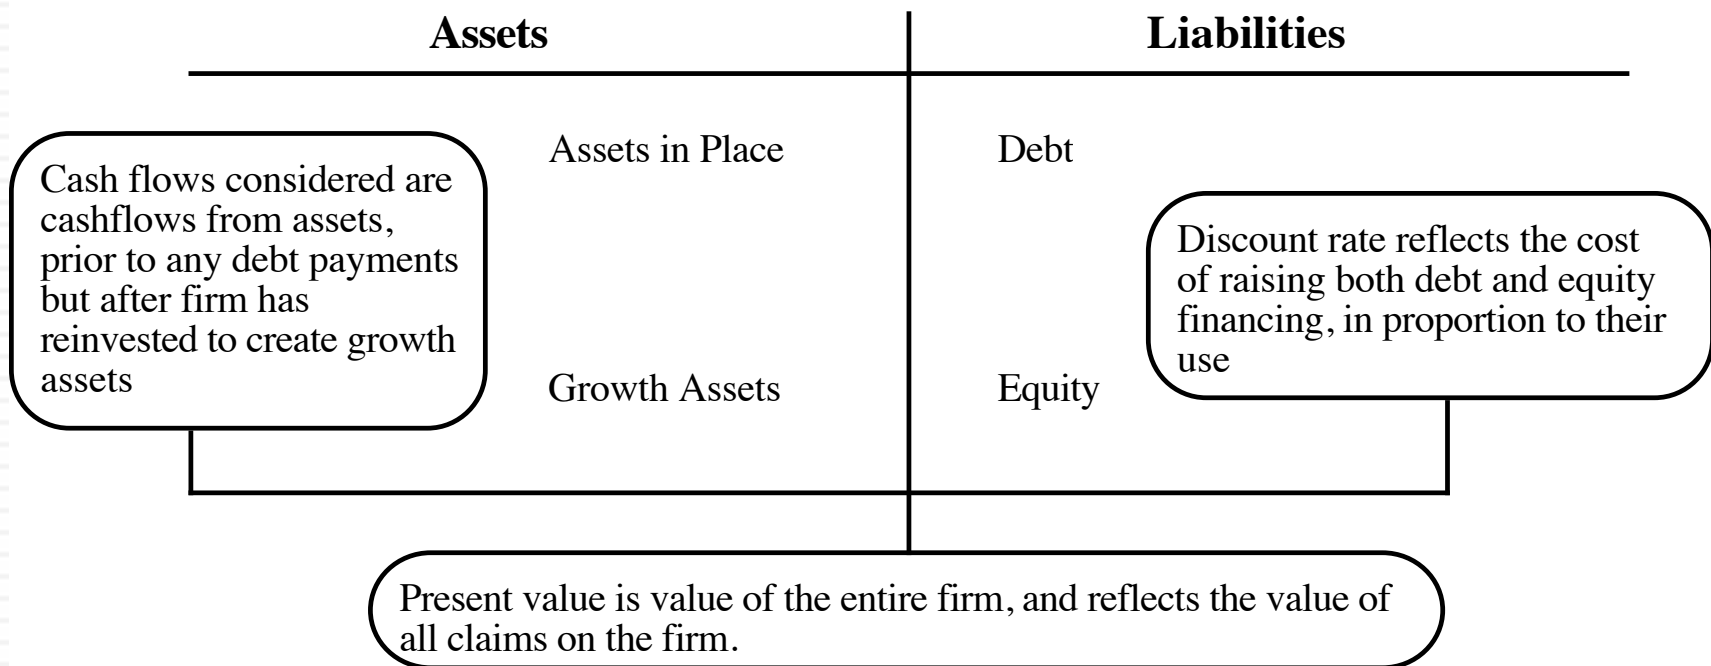 Assets
Liabilities
Assets in Place
Debt
Cash flows considered are
cashflows from assets,
prior to any debt payments
but after firm has
reinvested to create growth
assets
Discount rate reflects the cost
of raising both debt and equity
financing, in proportion to their
use
Growth Assets
Equity
Present value is value of the entire firm, and reflects the value of
all claims on the firm.